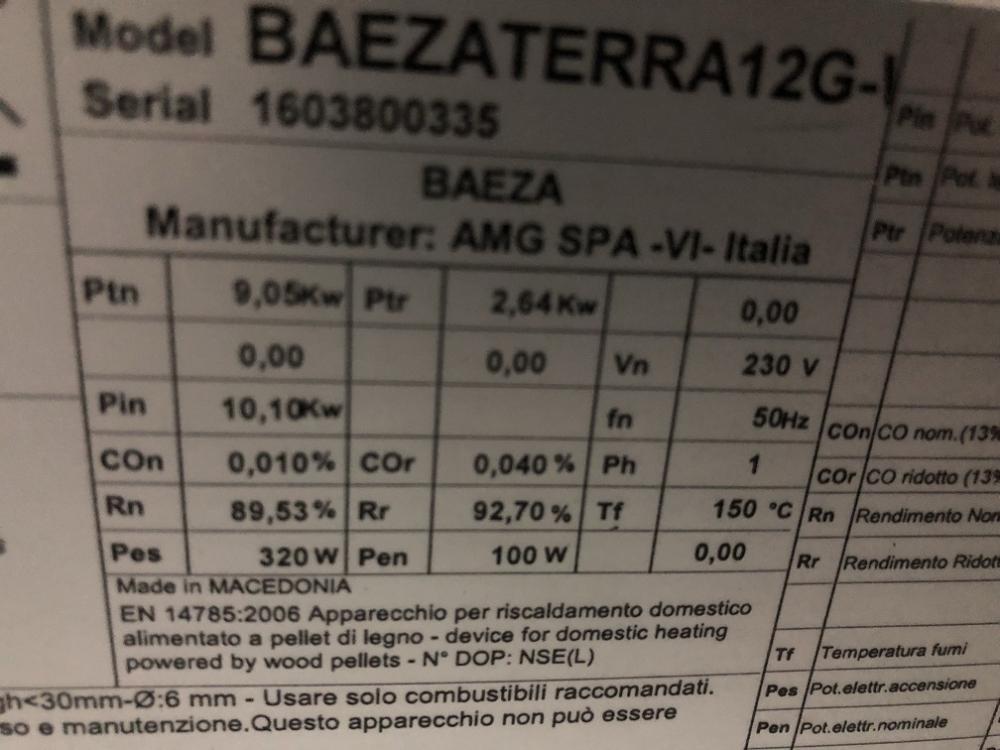 Model BAEZATERRA12G-
Serial 1603800335
BAEZA
Manufacturer: AMG SPA -VI- Italia
Ptn 9,05Kw Ptr 2,64Kw 0,00
0,00 0,00 Vn 230 V
Pin 10,10Kw fn 50Hz
COn 0,010% COr 0,040% Ph 1
Rn 89,53% Rr 92,70% Tf 150 °C
Pes 320 W Pen 100 W 0,00
Made in MACEDONIA
EN 14785:2006 Apparecchio per riscaldamento domestico
alimentato a pellet di legno - device for domestic heating
powered by wood pellets - N° DOP: NSE(L)
gh<30mm-Ø:6 mm - Usare solo combustibili raccomandati.
so e manutenzione.Questo apparecchio non può essere
Pin Pot.
Ptn Pot.
Ptr Potenz
COn CO nom.(13%
COr CO ridotto (13%
Rn Rendimento Nor
Rr Rendimento Ridot
Tf Temperatura fumi
Pes Pot.elettr.accensione
Pen Pot.elettr.nominale